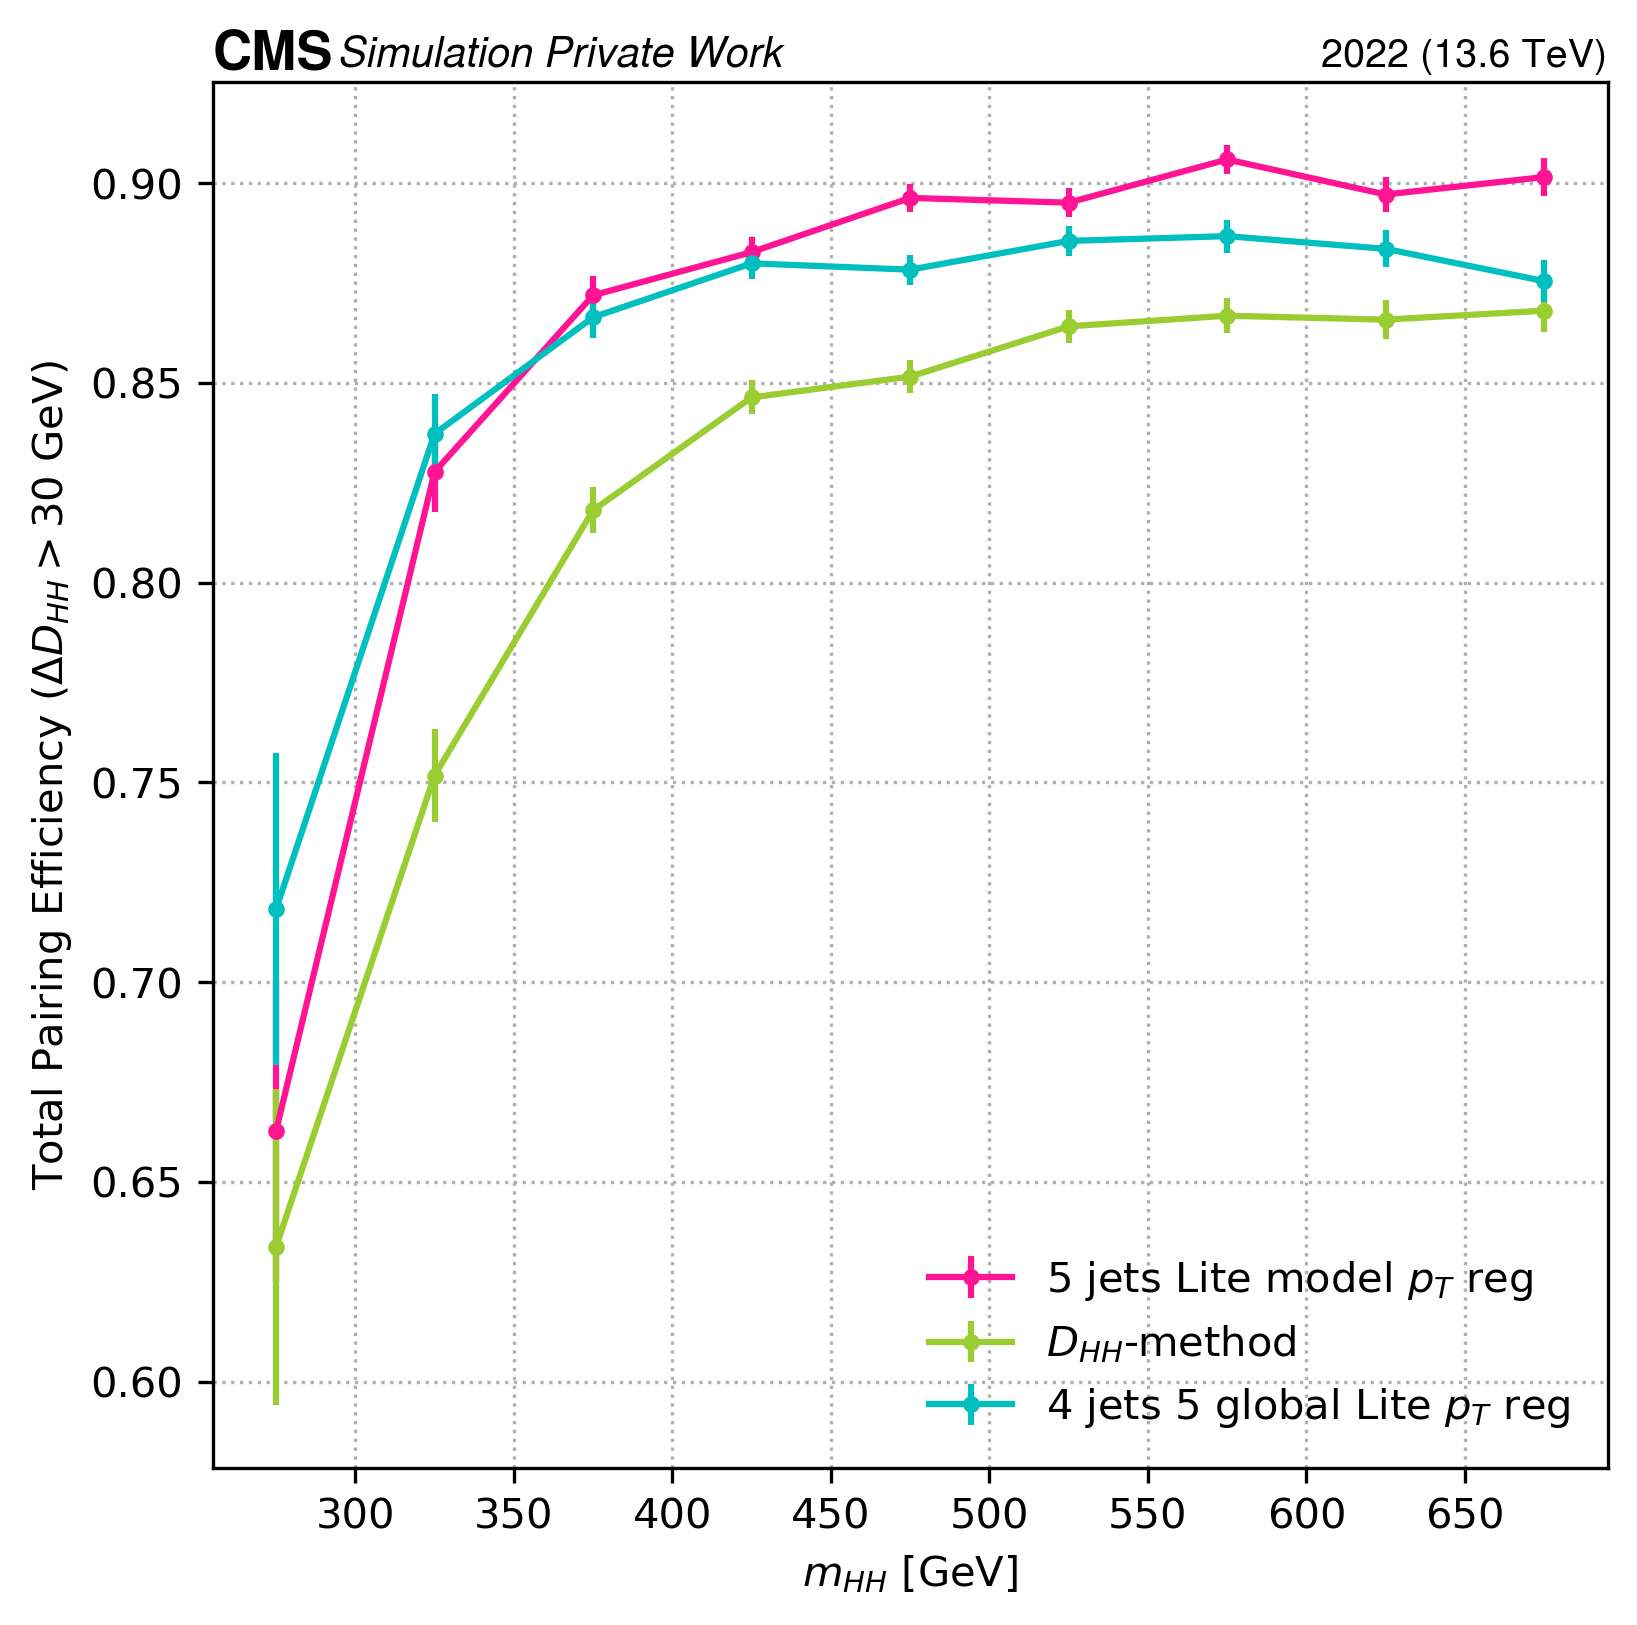 CMS Simulation Private Work
2022 (13.6 TeV)
Total Pairing Efficiency (ΔD_HH > 30 GeV)
0.90
0.85
0.80
0.75
0.70
0.65
0.60
5 jets Lite model p_T reg
D_HH-method
4 jets 5 global Lite p_T reg
300 350 400 450 500 550 600 650
m_HH [GeV]